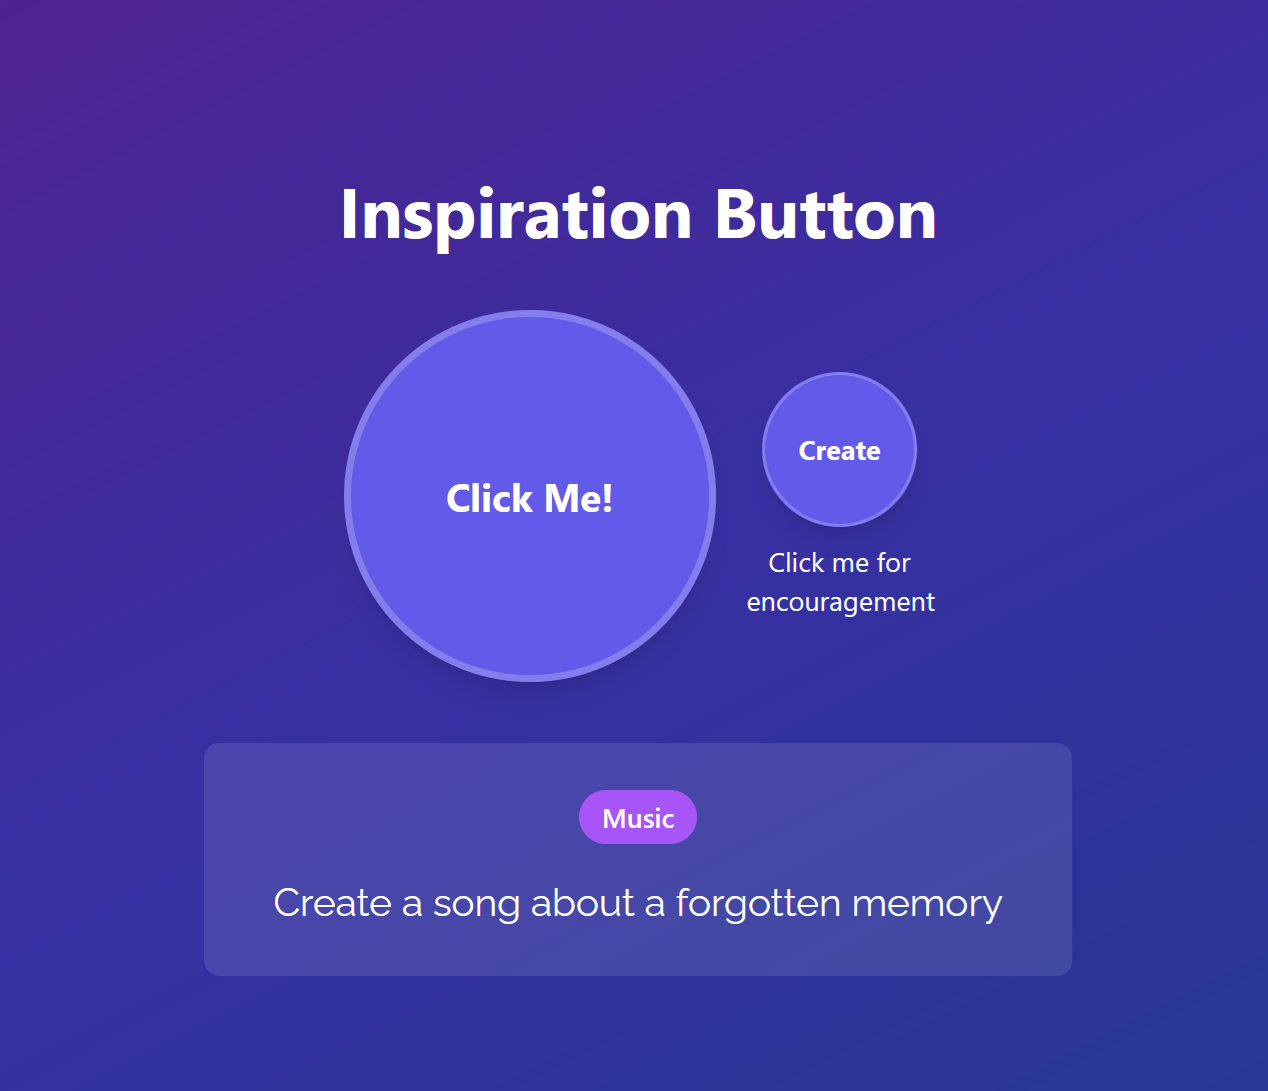 Inspiration Button
Click Me!
Create
Click me for
encouragement
Music
Create a song about a forgotten memory